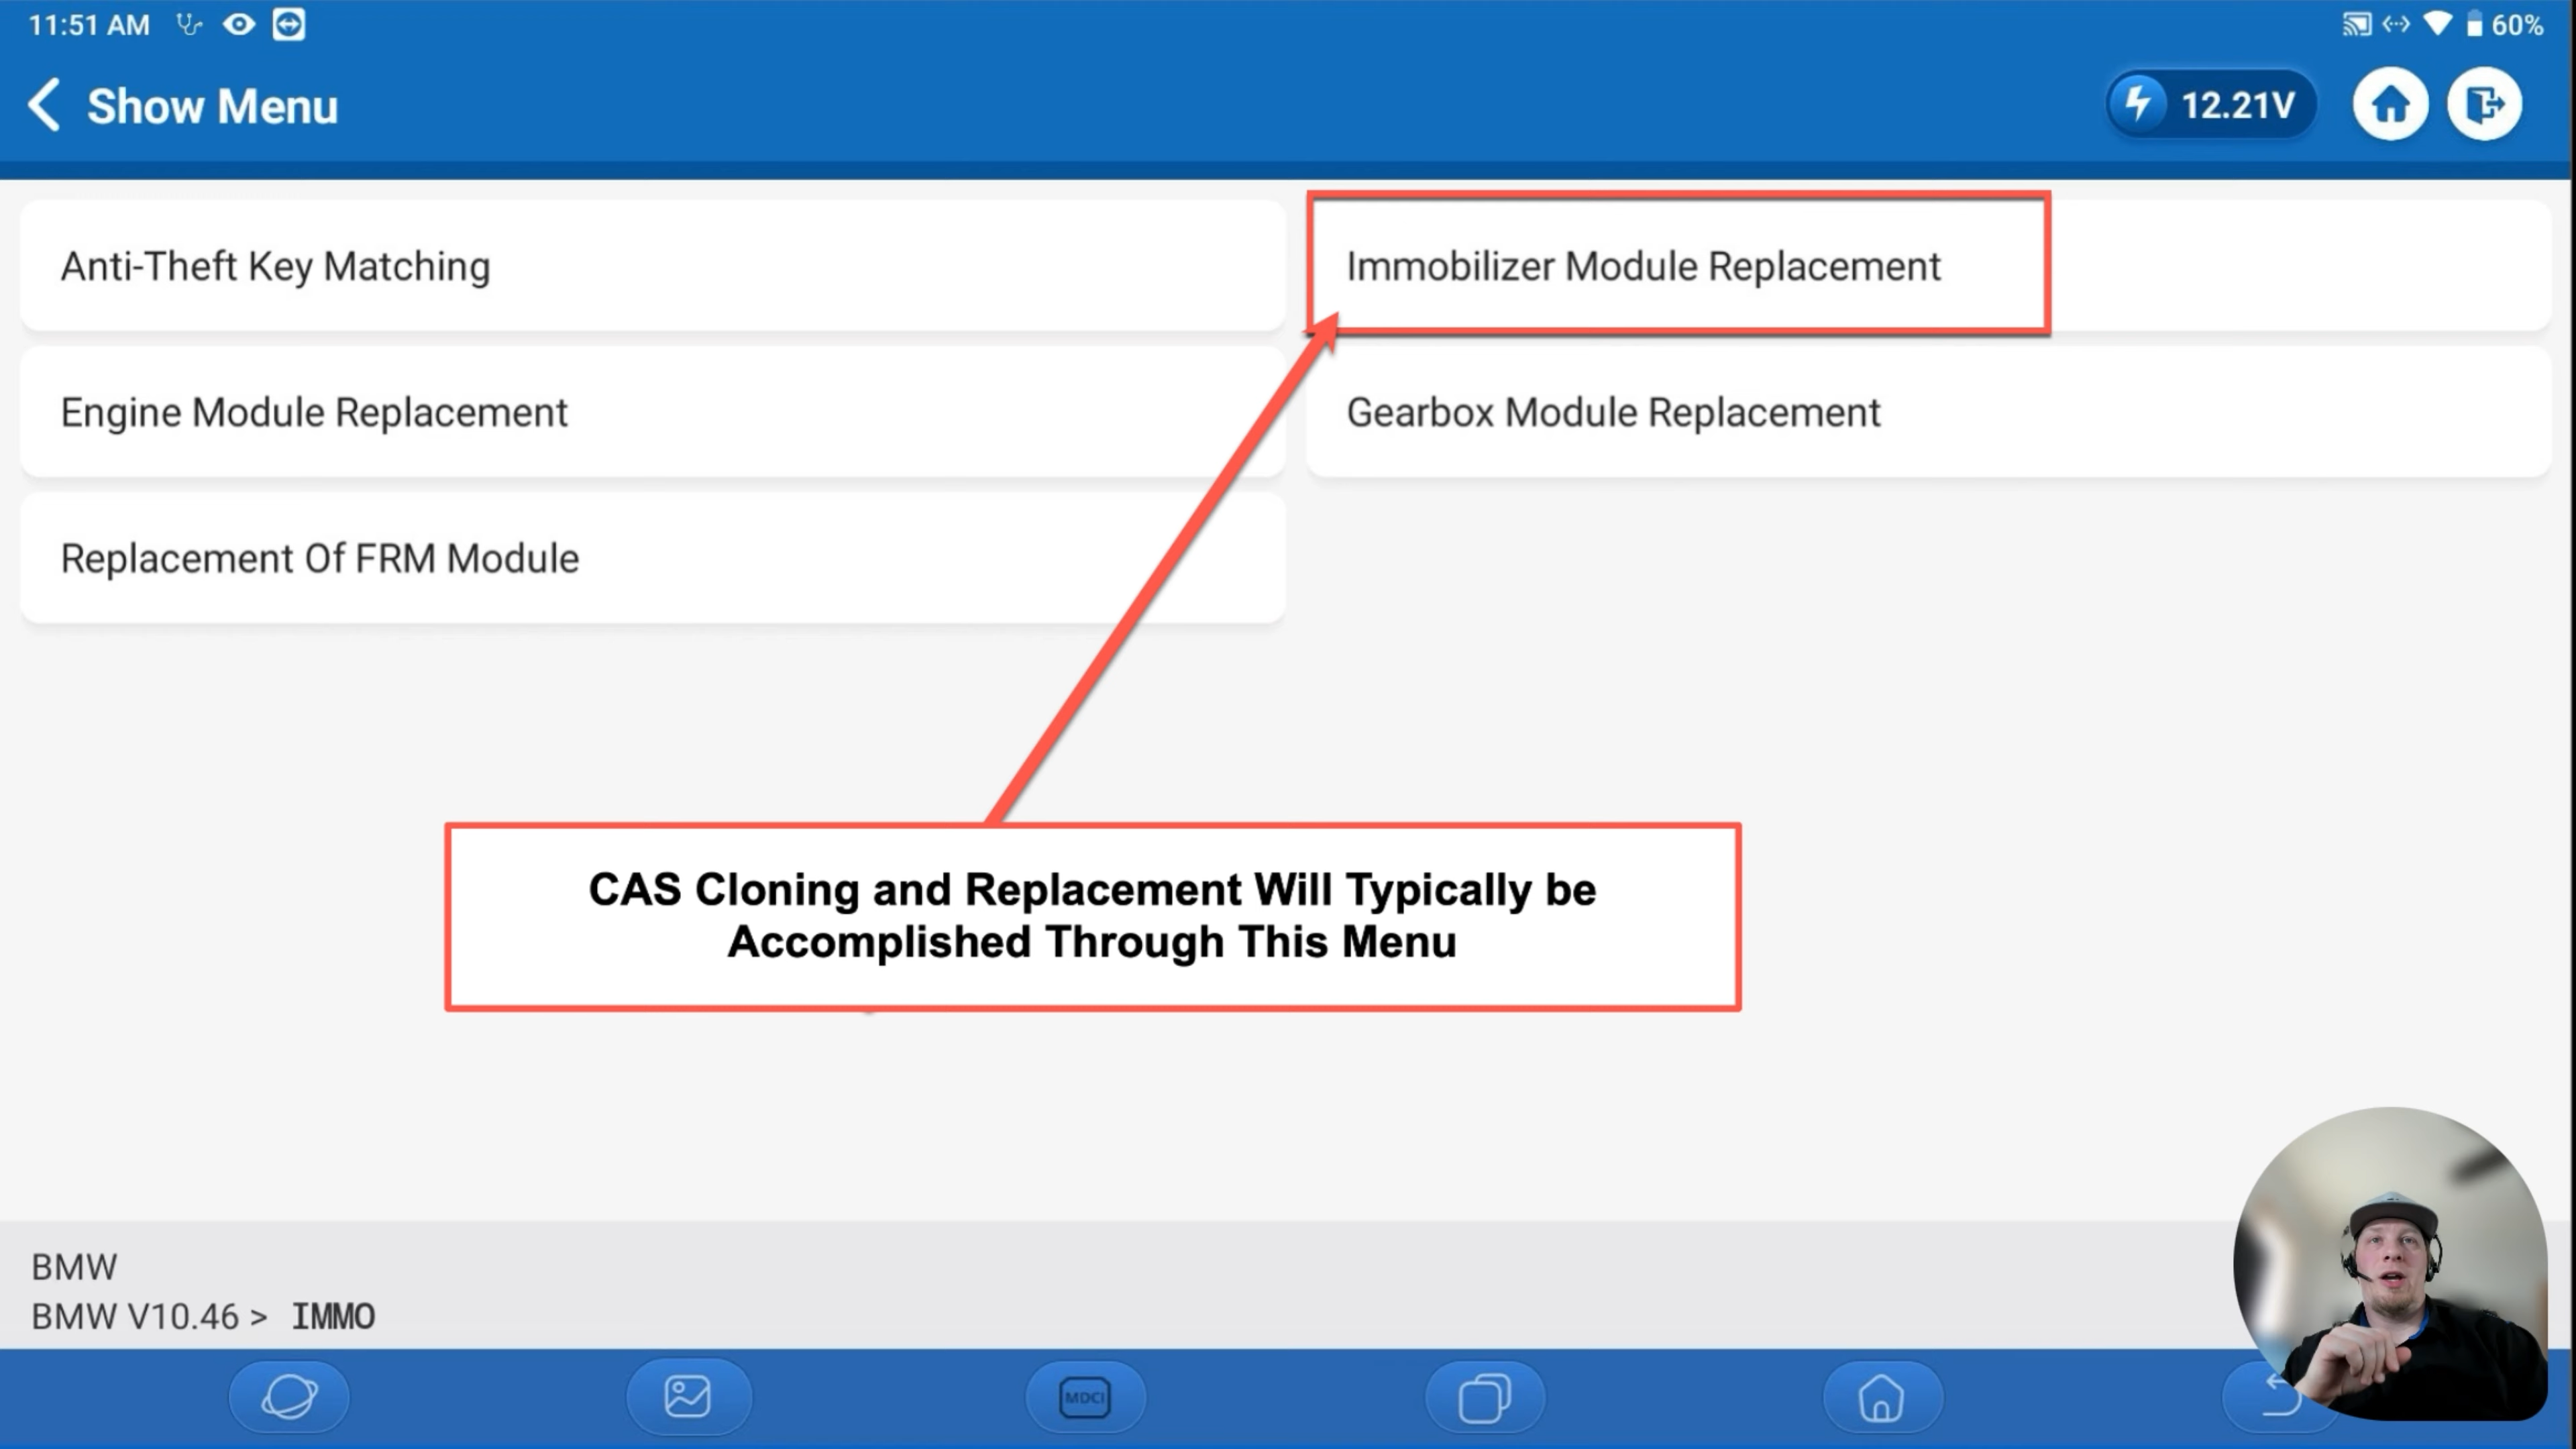 11:51 AM
60%
Show Menu
12.21V
Anti-Theft Key Matching
Immobilizer Module Replacement
Engine Module Replacement
Gearbox Module Replacement
Replacement Of FRM Module
CAS Cloning and Replacement Will Typically be
Accomplished Through This Menu
BMW
BMW V10.46 > IMMO
MDCI